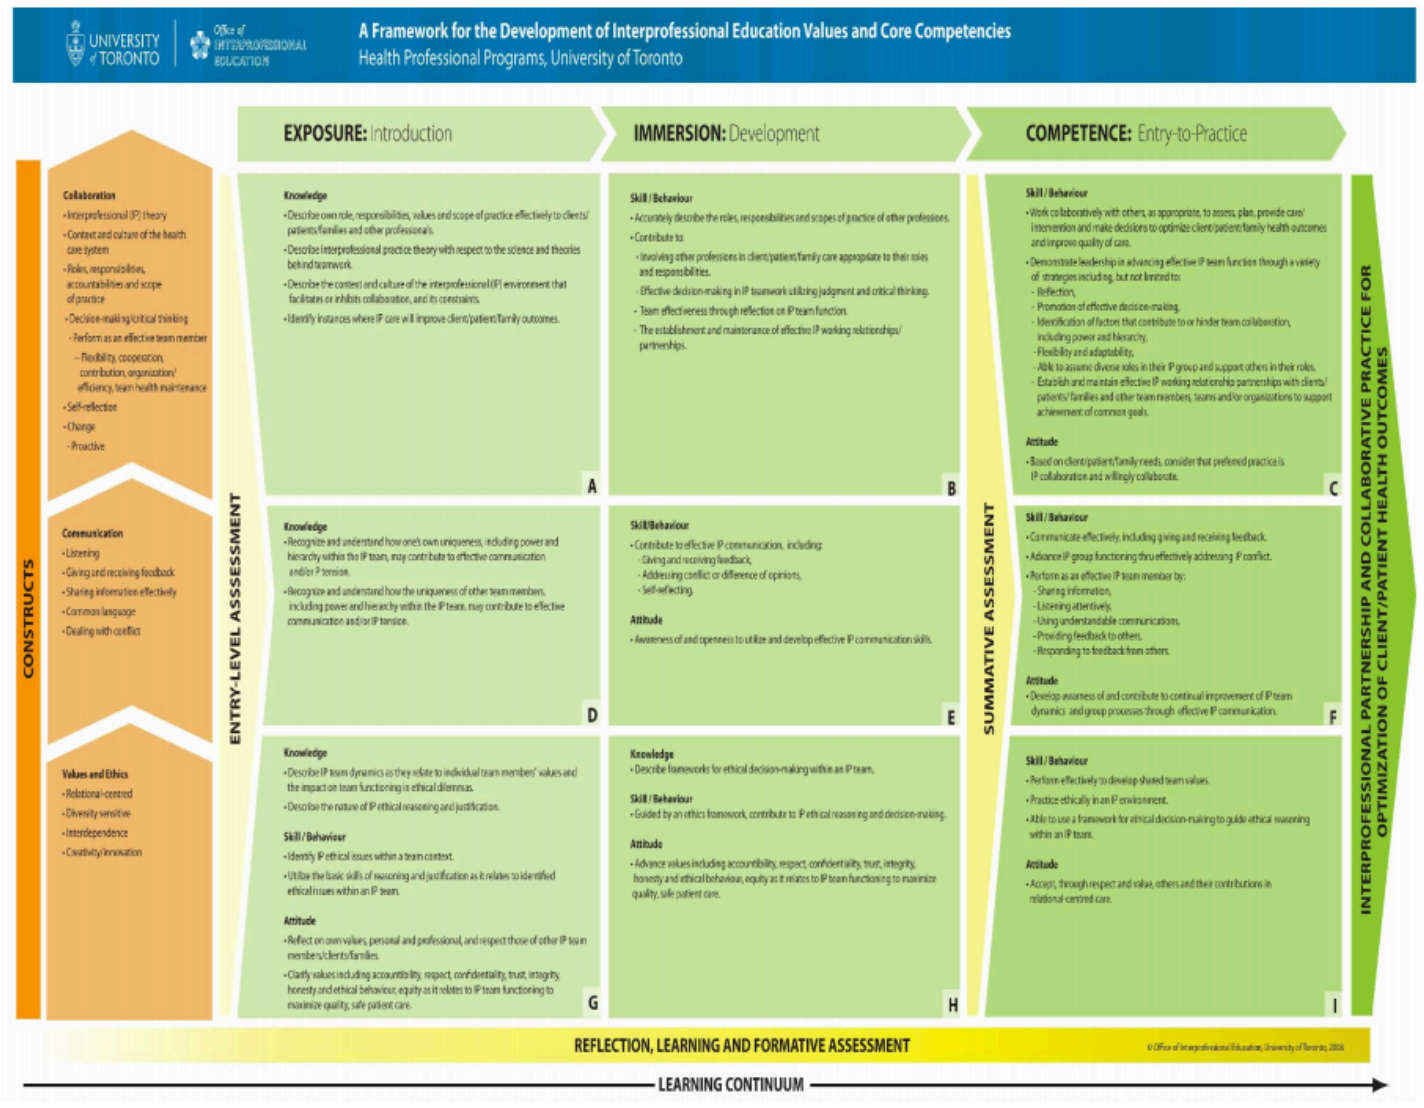 UNIVERSITY
of TORONTO
Office of
INTERPROFESSIONAL
EDUCATION
A Framework for the Development of Interprofessional Education Values and Core Competencies
Health Professional Programs, University of Toronto
EXPOSURE: Introduction
IMMERSION: Development
COMPETENCE: Entry-to-Practice
CONSTRUCTS
Collaboration
• Interprofessional (IP) theory
• Context and culture of the health
care system
• Roles, responsibilities,
accountabilities and scope
of practice
• Decision-making/critical thinking
- Perform as an effective team member
– Flexibility, cooperation,
contribution, organization/
efficiency, team health maintenance
• Self-reflection
• Change
- Proactive
Communication
• Listening
• Giving and receiving feedback
• Sharing information effectively
• Common language
• Dealing with conflict
Values and Ethics
• Relational-centred
• Diversity sensitive
• Interdependence
• Creativity/innovation
ENTRY-LEVEL ASSESSMENT
Knowledge
• Describe own role, responsibilities, values and scope of practice effectively to clients/
patients/families and other professionals.
• Describe interprofessional practice theory with respect to the science and theories
behind teamwork.
• Describe the context and culture of the interprofessional (IP) environment that
facilitates or inhibits collaboration, and its constraints.
• Identify instances where IP care will improve client/patient/family outcomes.
A
Skill / Behaviour
• Accurately describe the roles, responsibilities and scopes of practice of other professions.
• Contribute to:
- Involving other professions in client/patient/family care appropriate to their roles
and responsibilities.
- Effective decision-making in IP teamwork utilizing judgment and critical thinking.
- Team effectiveness through reflection on IP team function.
- The establishment and maintenance of effective IP working relationships/
partnerships.
B
SUMMATIVE ASSESSMENT
Skill / Behaviour
• Work collaboratively with others, as appropriate, to assess, plan, provide care/
intervention and make decisions to optimize client/patient/family health outcomes
and improve quality of care.
• Demonstrate leadership in advancing effective IP team function through a variety
of strategies including, but not limited to:
- Reflection,
- Promotion of effective decision-making,
- Identification of factors that contribute to or hinder team collaboration,
including power and hierarchy,
- Flexibility and adaptability,
- Able to assume diverse roles in their IP group and support others in their roles,
- Establish and maintain effective IP working relationship partnerships with clients/
patients/ families and other team members, teams and/or organizations to support
achievement of common goals.
Attitude
• Based on client/patient/family needs, consider that preferred practice is
IP collaboration and willingly collaborate.
C
Knowledge
• Recognize and understand how one's own uniqueness, including power and
hierarchy within the IP team, may contribute to effective communication
and/or P tension.
• Recognize and understand how the uniqueness of other team members,
including power and hierarchy within the IP team, may contribute to effective
communication and/or IP tension.
D
Skill/Behaviour
• Contribute to effective IP communication, including:
- Giving and receiving feedback,
- Addressing conflict or difference of opinions,
- Self-reflecting.
Attitude
• Awareness of and openness to utilize and develop effective IP communication skills.
E
Skill / Behaviour
• Communicate effectively, including giving and receiving feedback.
• Advance IP group functioning thru effectively addressing IP conflict.
• Perform as an effective IP team member by:
- Sharing information,
- Listening attentively,
- Using understandable communications,
- Providing feedback to others,
- Responding to feedback from others.
Attitude
• Develop awareness of and contribute to continual improvement of IP team
dynamics and group processes through effective IP communication.
F
Knowledge
• Describe IP team dynamics as they relate to individual team members' values and
the impact on team functioning in ethical dilemmas.
• Describe the nature of IP ethical reasoning and justification.
Skill / Behaviour
• Identify IP ethical issues within a team context.
• Utilize the basic skills of reasoning and justification as it relates to identified
ethical issues within an IP team.
Attitude
• Reflect on own values, personal and professional, and respect those of other IP team
members/clients/families.
• Clarify values including accountibility, respect, confidentiality, trust, integrity,
honesty and ethical behaviour, equity as it relates to IP team functioning to
maximize quality, safe patient care.
G
Knowledge
• Describe frameworks for ethical decision-making within an IP team.
Skill / Behaviour
• Guided by an ethics framework, contribute to IP ethical reasoning and decision-making.
Attitude
• Advance values including accountibility, respect, confidentiality, trust, integrity,
honesty and ethical behaviour, equity as it relates to IP team functioning to maximize
quality, safe patient care.
H
Skill / Behaviour
• Perform effectively to develop shared team values.
• Practice ethically in an IP environment.
• Able to use a framework for ethical decision-making to guide ethical reasoning
within an IP team.
Attitude
• Accept, through respect and value, others and their contributions in
relational-centred care.
I
INTERPROFESSIONAL PARTNERSHIP AND COLLABORATIVE PRACTICE FOR
OPTIMIZATION OF CLIENT/PATIENT HEALTH OUTCOMES
REFLECTION, LEARNING AND FORMATIVE ASSESSMENT
© Office of Interprofessional Education, University of Toronto, 2008
LEARNING CONTINUUM